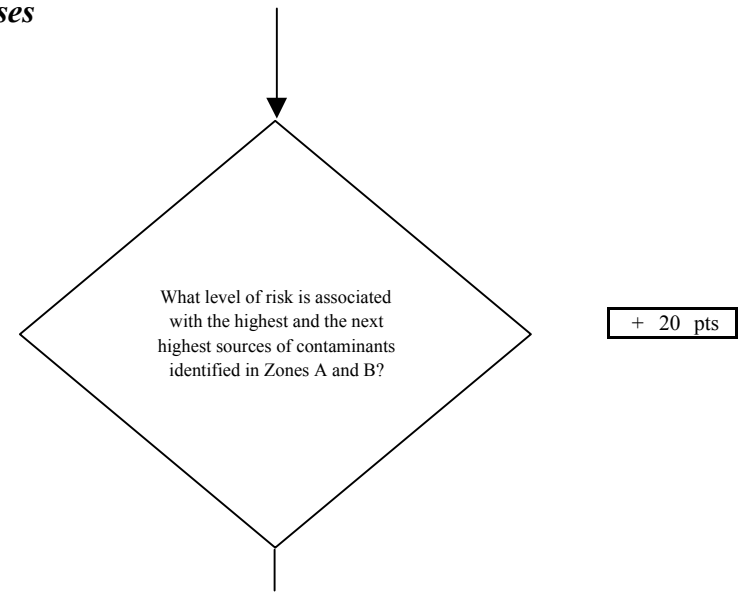 ses
What level of risk is associated
with the highest and the next
highest sources of contaminants
identified in Zones A and B?
+ 20 pts